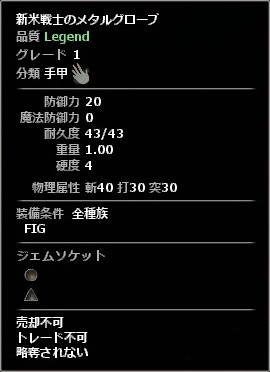 新米戦士のメタルグローブ
品質 Legend
グレード 1
分類 手甲
防御力 20
魔法防御力 0
耐久度 43/43
重量 1.00
硬度 4
物理属性 斬40 打30 突30
装備条件 全種族
FIG
ジェムソケット
売却不可
トレード不可
略奪されない